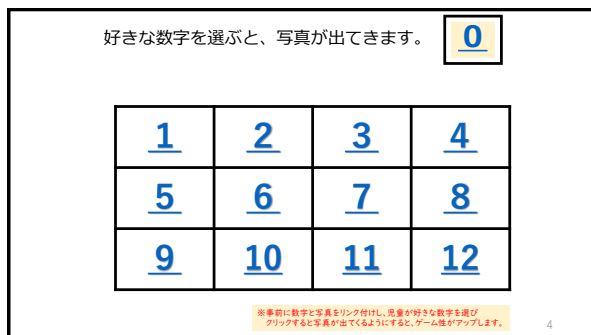 好きな数字を選ぶと、写真が出てきます。 0
1 2 3 4
5 6 7 8
9 10 11 12
※事前に数字と写真をリンク付けし、児童が好きな数字を選び
クリックすると写真が出てくるようにすると、ゲーム性がアップします。
4